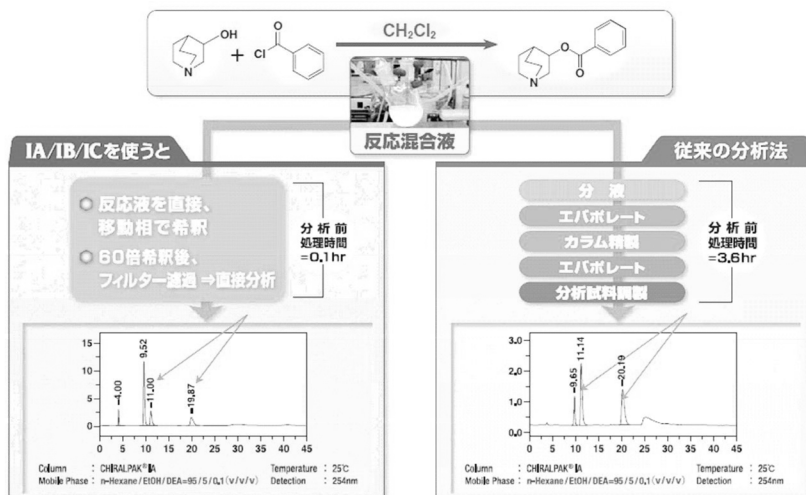 OH
N
+
Cl
O
CH2Cl2
N
O
O
反応混合液
IA/IB/ICを使うと
反応液を直接、
移動相で希釈
60倍希釈後、
フィルター濾過 ⇒直接分析
分析前
処理時間
=0.1hr
従来の分析法
分液
エバポレート
カラム精製
エバポレート
分析試料調製
分析前
処理時間
=3.6hr
15
10
5
0
4.00
9.52
11.00
19.87
0 5 10 15 20 25 30 35 40 45
Column : CHIRALPAK® IA Temperature : 25℃
Mobile Phase : n-Hexane / EtOH / DEA=95 / 5 / 0.1 (v/v/v) Detection : 254nm
3.0
2.0
1.0
0.0
9.65
11.14
20.19
0 5 10 15 20 25 30 35 40 45
Column : CHIRALPAK® IA Temperature : 25℃
Mobile Phase : n-Hexane / EtOH / DEA=95 / 5 / 0.1 (v/v/v) Detection : 254nm